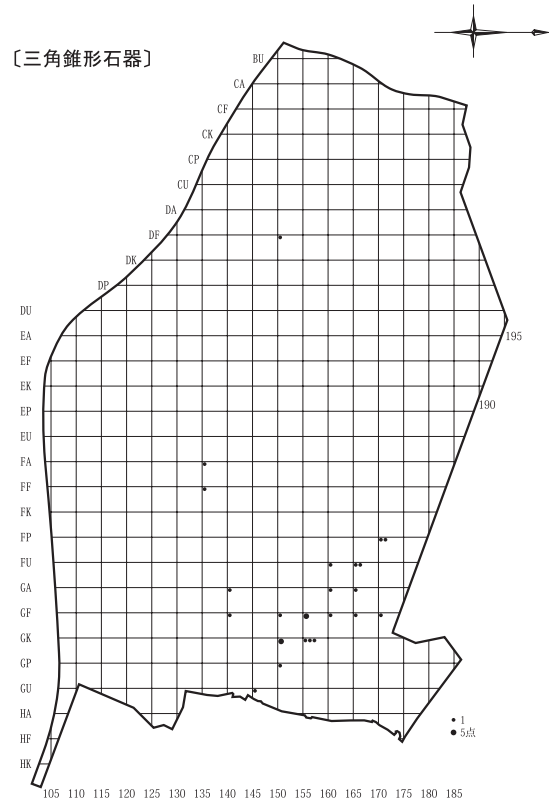 〔三角錐形石器〕
BU
CA
CF
CK
CP
CU
DA
DF
DK
DP
DU
EA
195
EF
EK
190
EP
EU
FA
FF
FK
FP
FU
GA
GF
GK
GP
GU
HA
1
5点
HF
HK
105 110 115 120 125 130 135 140 145 150 155 160 165 170 175 180 185